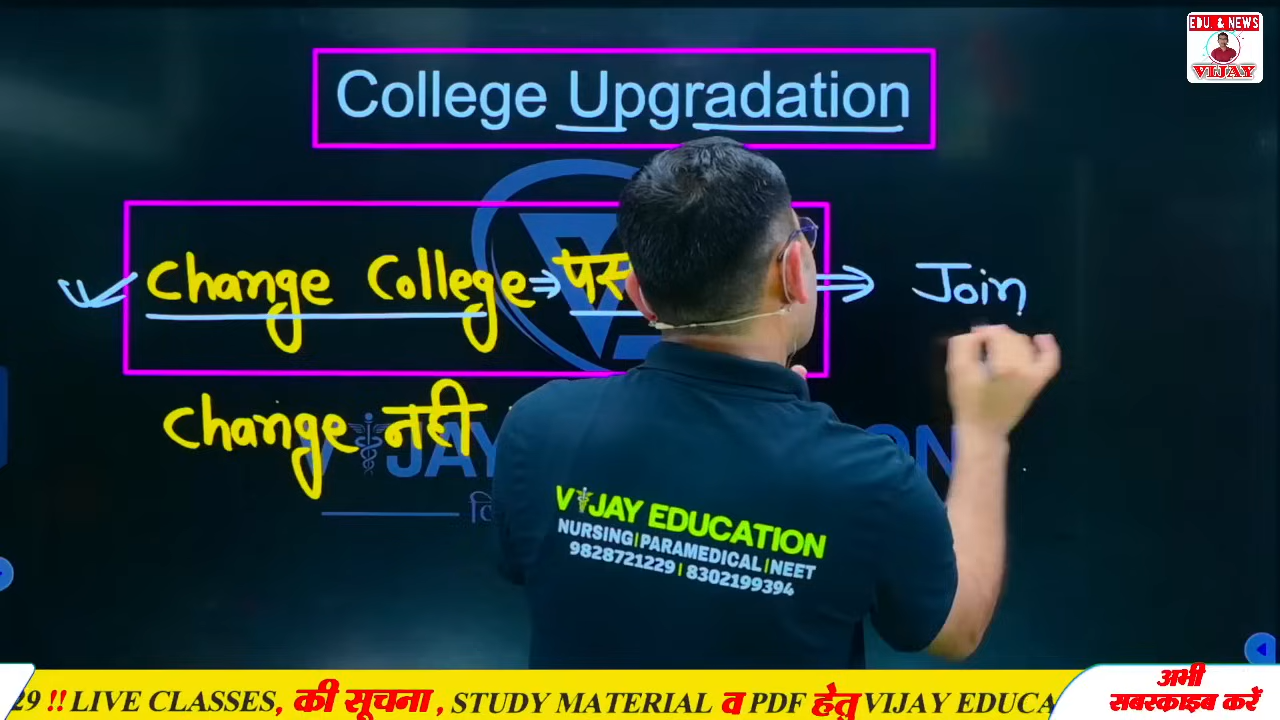 EDU. & NEWS
VIJAY
College Upgradation
Change College ⇒
⇒ Join
Change नही
VIJAY EDUCATION
NURSING|PARAMEDICAL|NEET
9828721229 | 8302199394
29 !! LIVE CLASSES, की सूचना , STUDY MATERIAL व PDF हेतु VIJAY EDUCA
अभी
सबस्क्राइब करें